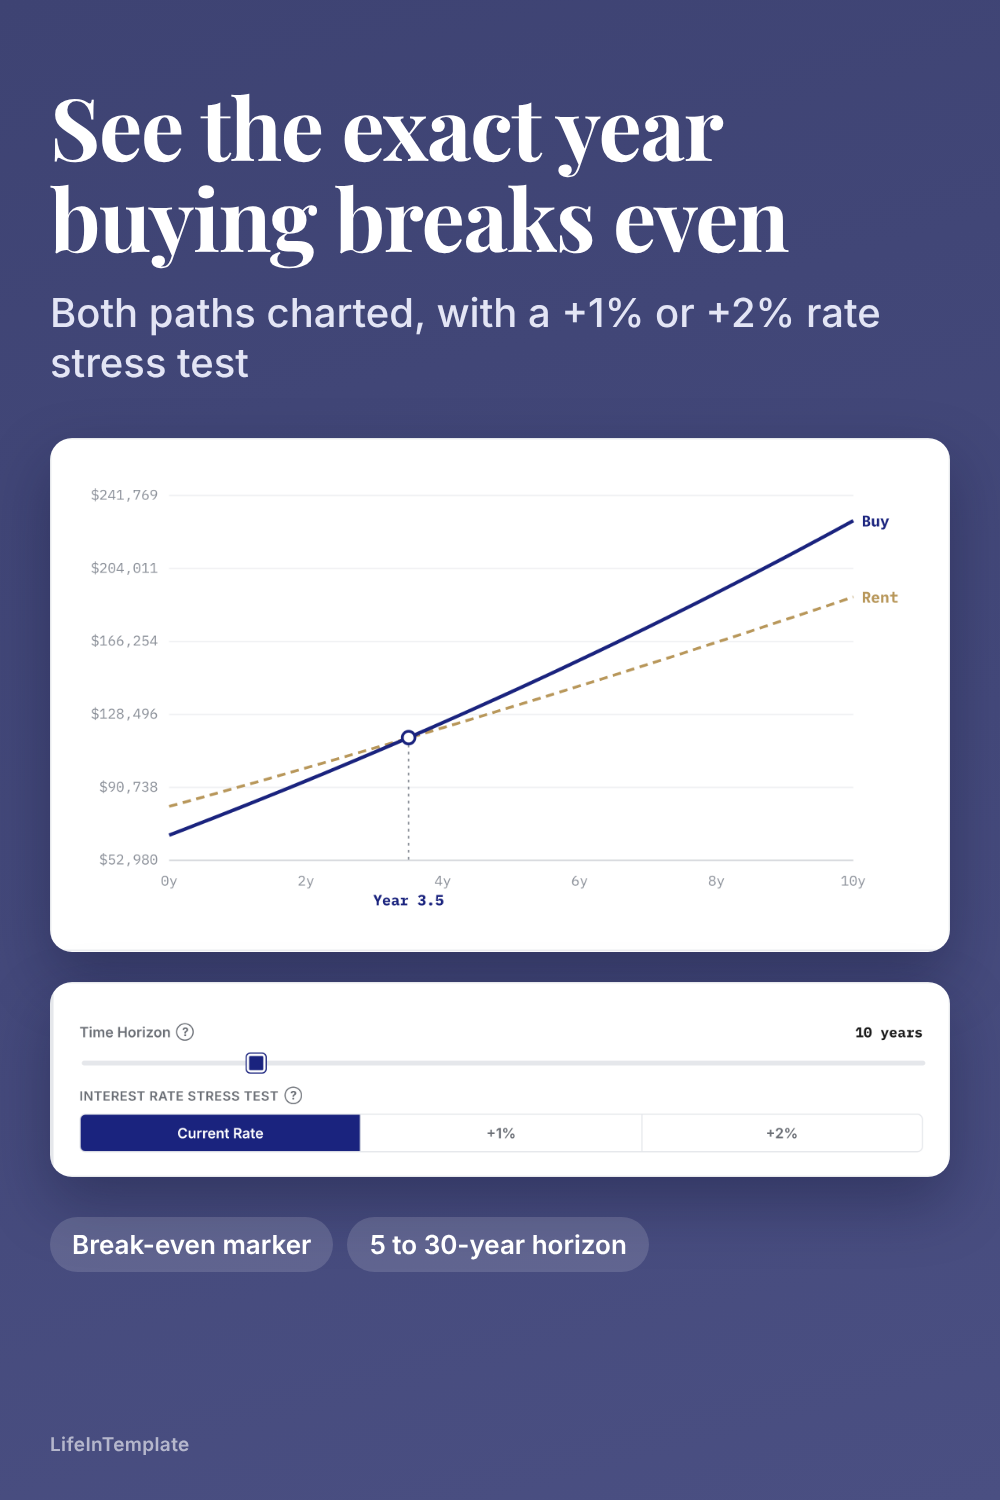 See the exact year
buying breaks even
Both paths charted, with a +1% or +2% rate
stress test
$241,769
Buy
$204,011
Rent
$166,254
$128,496
$90,738
$52,980
0y 2y 4y 6y 8y 10y
Year 3.5
Time Horizon ? 10 years
INTEREST RATE STRESS TEST ?
Current Rate +1% +2%
Break-even marker 5 to 30-year horizon
LifeInTemplate